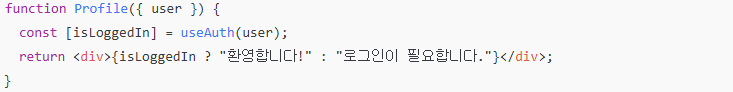 function Profile({ user }) {
  const [isLoggedIn] = useAuth(user);
  return <div>{isLoggedIn ? "환영합니다!" : "로그인이 필요합니다."}</div>;
}